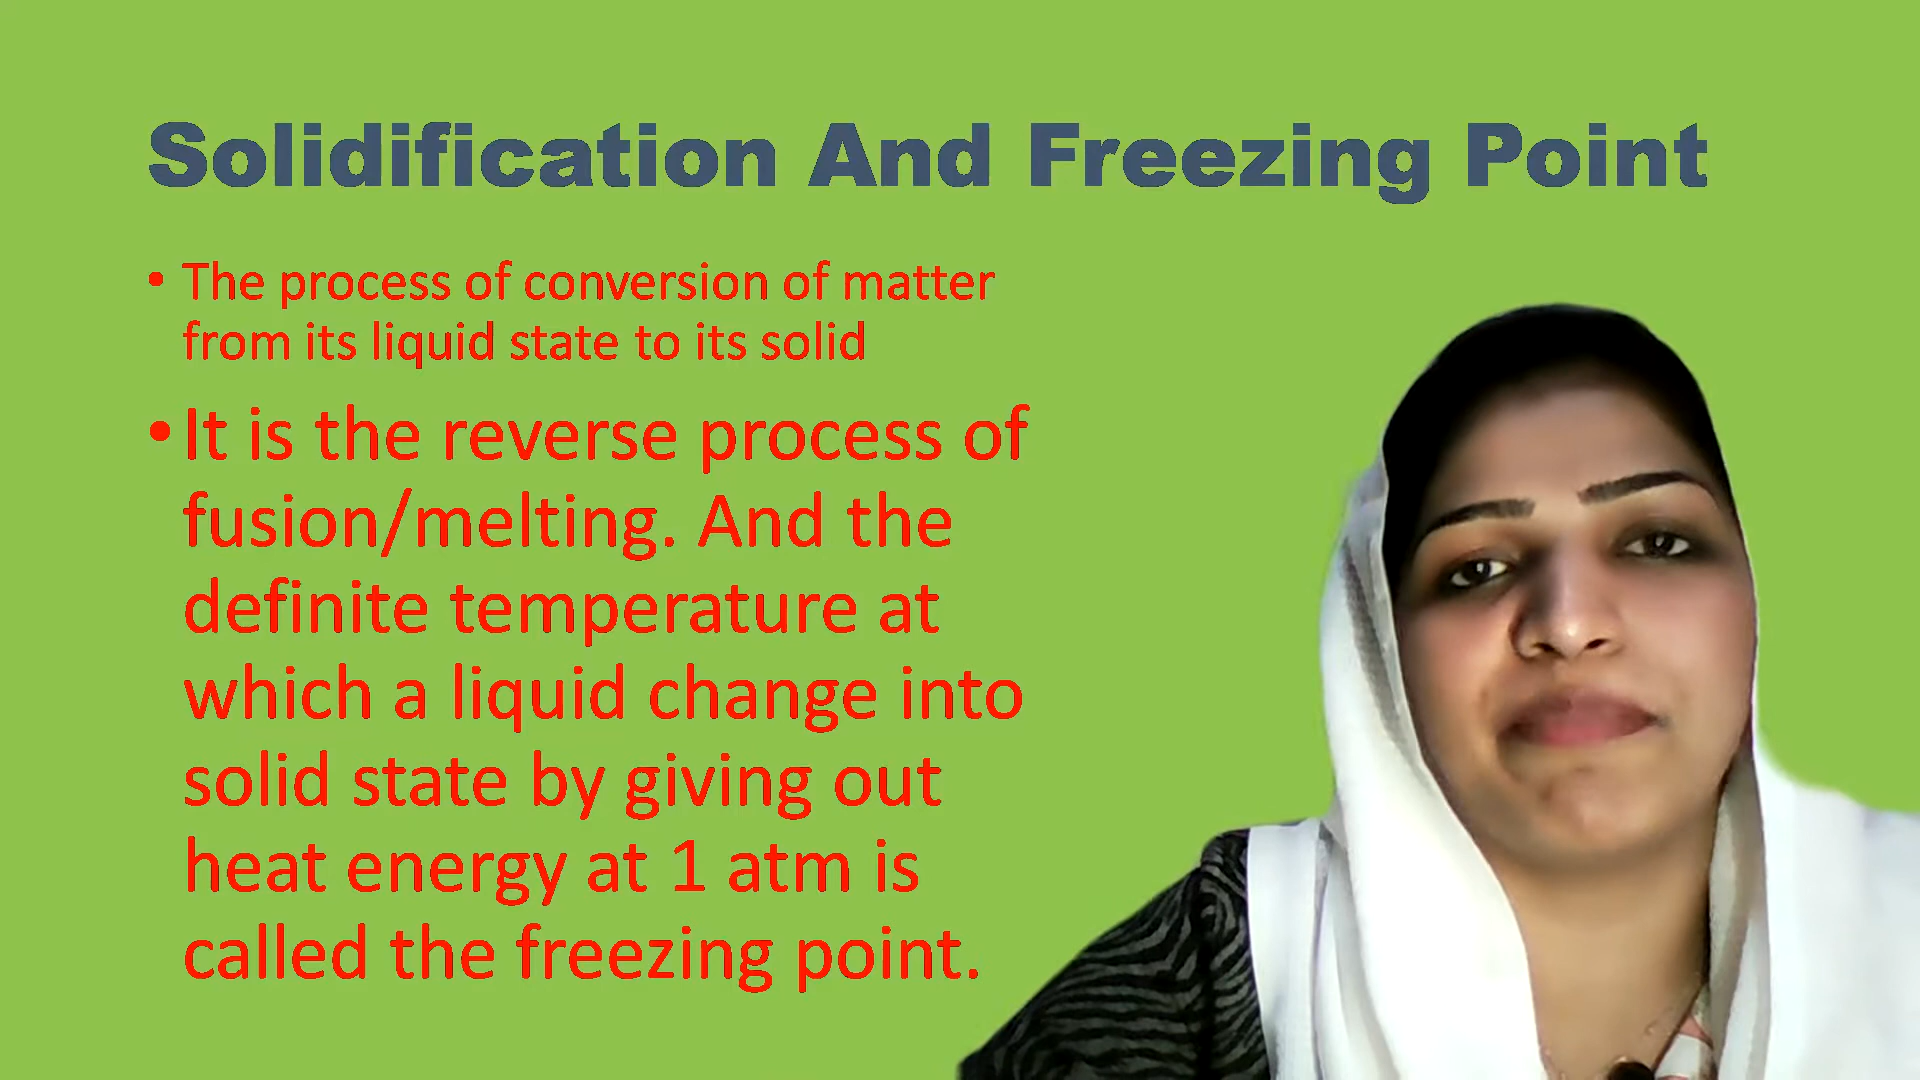 Solidification And Freezing Point
• The process of conversion of matter
from its liquid state to its solid
• It is the reverse process of
fusion/melting. And the
definite temperature at
which a liquid change into
solid state by giving out
heat energy at 1 atm is
called the freezing point.